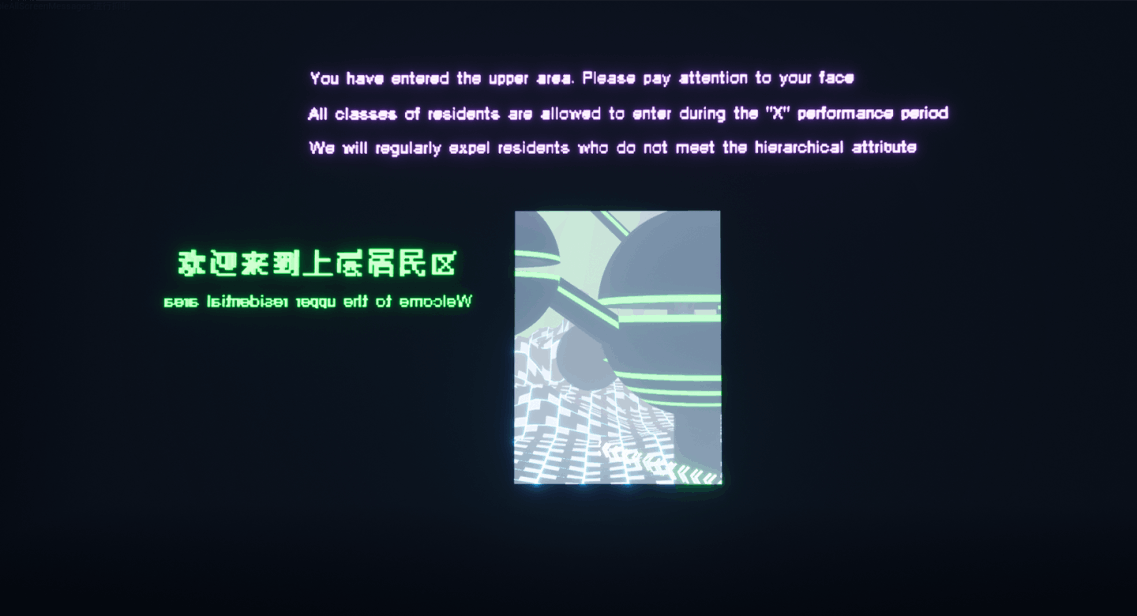 You have entered the upper area. Please pay attention to your face
All classes of residents are allowed to enter during the "X" performance period
We will regularly expel residents who do not meet the hierarchical attribute
欢迎来到上层居民区
Welcome to the upper residential area